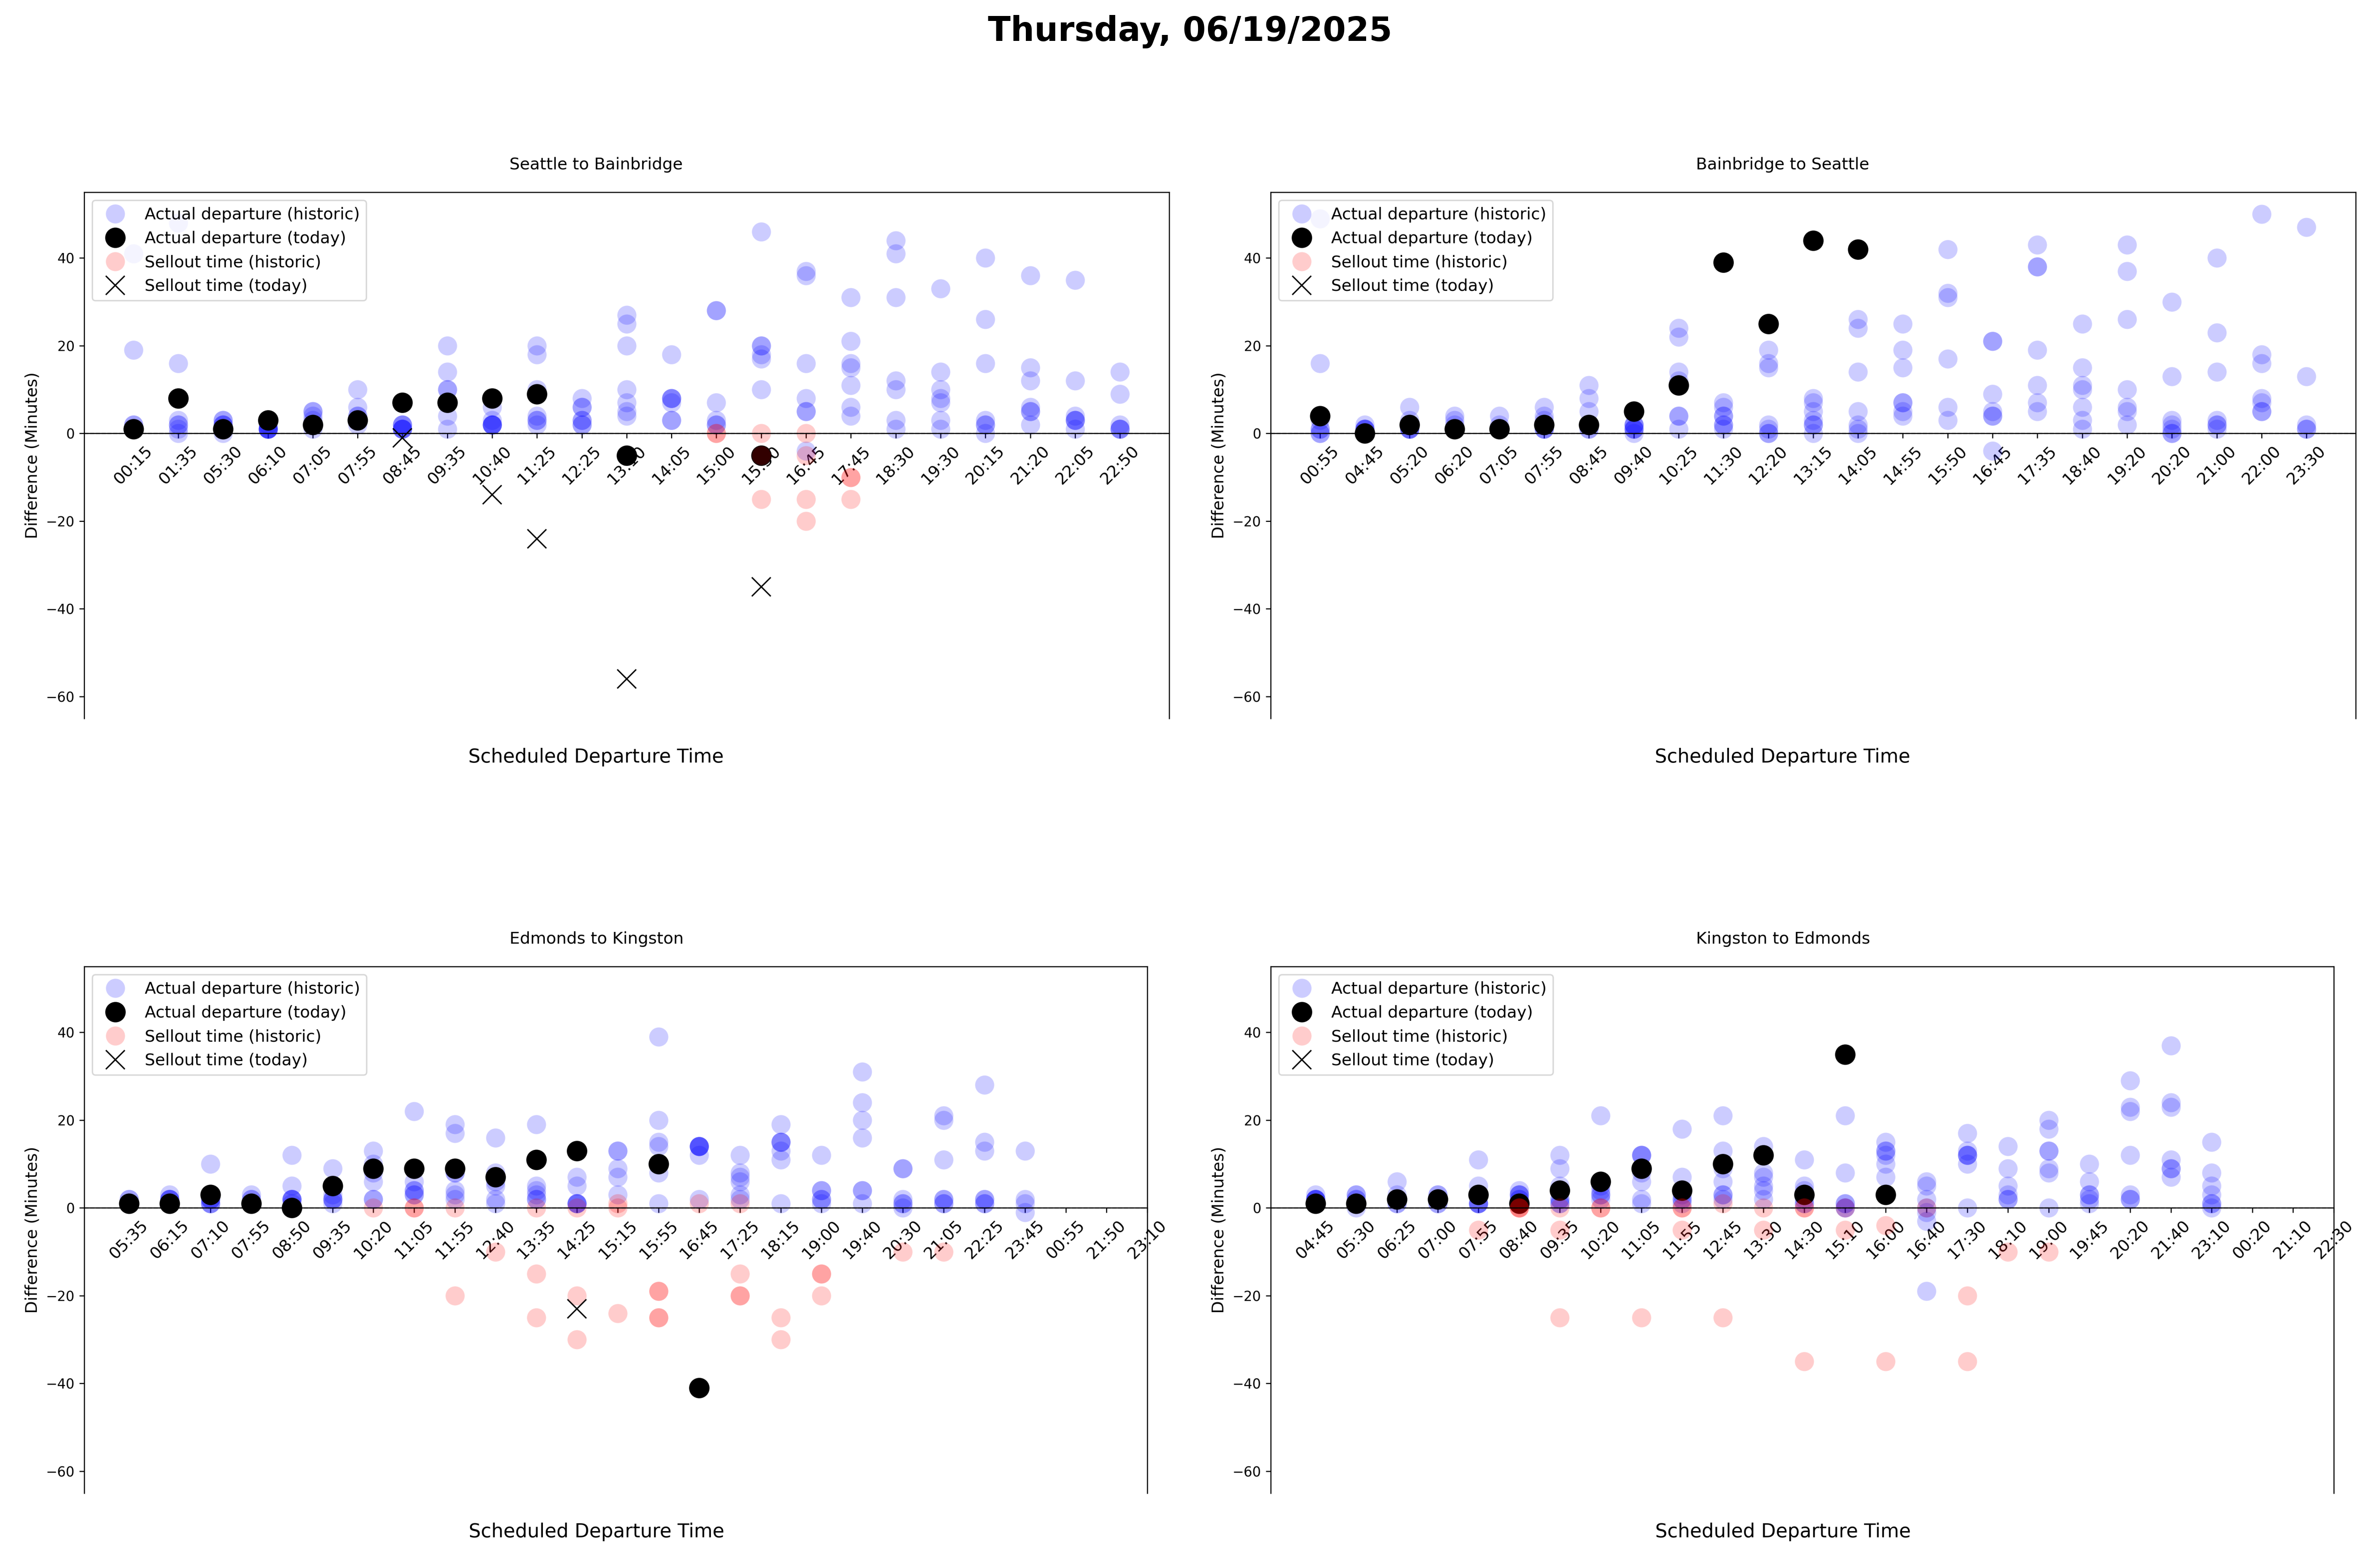 Thursday, 06/19/2025
Seattle to Bainbridge
Actual departure (historic)
Actual departure (today)
Sellout time (historic)
Sellout time (today)
Difference (Minutes)
40
20
0
−20
−40
−60
00:15 01:35 05:30 06:10 07:05 07:55 08:45 09:35 10:40 11:25 12:25 14:05 15:00 16:45 17:45 18:30 19:30 20:15 21:20 22:05 22:50
Scheduled Departure Time
Bainbridge to Seattle
Actual departure (historic)
Actual departure (today)
Sellout time (historic)
Sellout time (today)
Difference (Minutes)
40
20
0
−20
−40
−60
00:55 04:45 05:20 06:20 07:05 07:55 08:45 09:40 10:25 11:30 12:20 13:15 14:05 14:55 15:50 16:45 17:35 18:40 19:20 20:20 21:00 22:00 23:30
Scheduled Departure Time
Edmonds to Kingston
Actual departure (historic)
Actual departure (today)
Sellout time (historic)
Sellout time (today)
Difference (Minutes)
40
20
0
−20
−40
−60
05:35 06:15 07:10 07:55 08:50 09:35 10:20 11:05 11:55 12:40 13:35 14:25 15:15 15:55 16:45 17:25 18:15 19:00 19:40 20:30 21:05 22:25 23:45 00:55 21:50 23:10
Scheduled Departure Time
Kingston to Edmonds
Actual departure (historic)
Actual departure (today)
Sellout time (historic)
Sellout time (today)
Difference (Minutes)
40
20
0
−20
−40
−60
04:45 05:30 06:25 07:00 07:55 08:40 09:35 10:20 11:05 11:55 12:45 13:30 14:30 15:10 16:00 16:40 17:30 18:10 19:00 19:45 20:20 21:40 23:10 00:20 21:10 22:30
Scheduled Departure Time